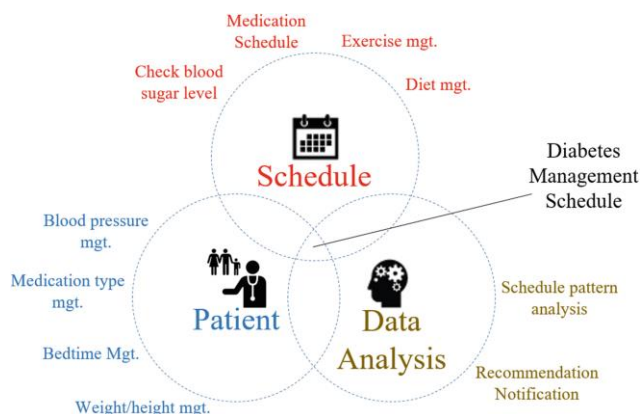 Medication
Schedule
Exercise mgt.
Check blood
sugar level
Diet mgt.
Schedule
Diabetes
Management
Schedule
Blood pressure
mgt.
Medication type
mgt.
Bedtime Mgt.
Weight/height mgt.
Patient
Data
Analysis
Schedule pattern
analysis
Recommendation
Notification